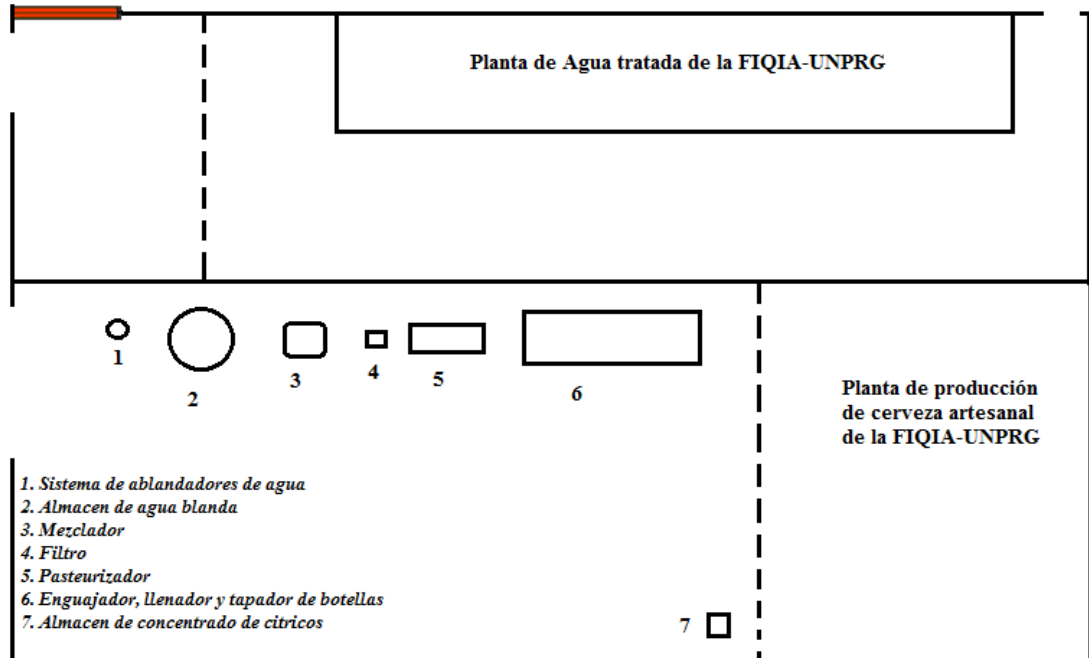 Planta de Agua tratada de la FIQIA-UNPRG
1
2
3
4
5
6
Planta de producción
de cerveza artesanal
de la FIQIA-UNPRG
1. Sistema de ablandadores de agua
2. Almacen de agua blanda
3. Mezclador
4. Filtro
5. Pasteurizador
6. Enguajador, llenador y tapador de botellas
7. Almacen de concentrado de citricos
7